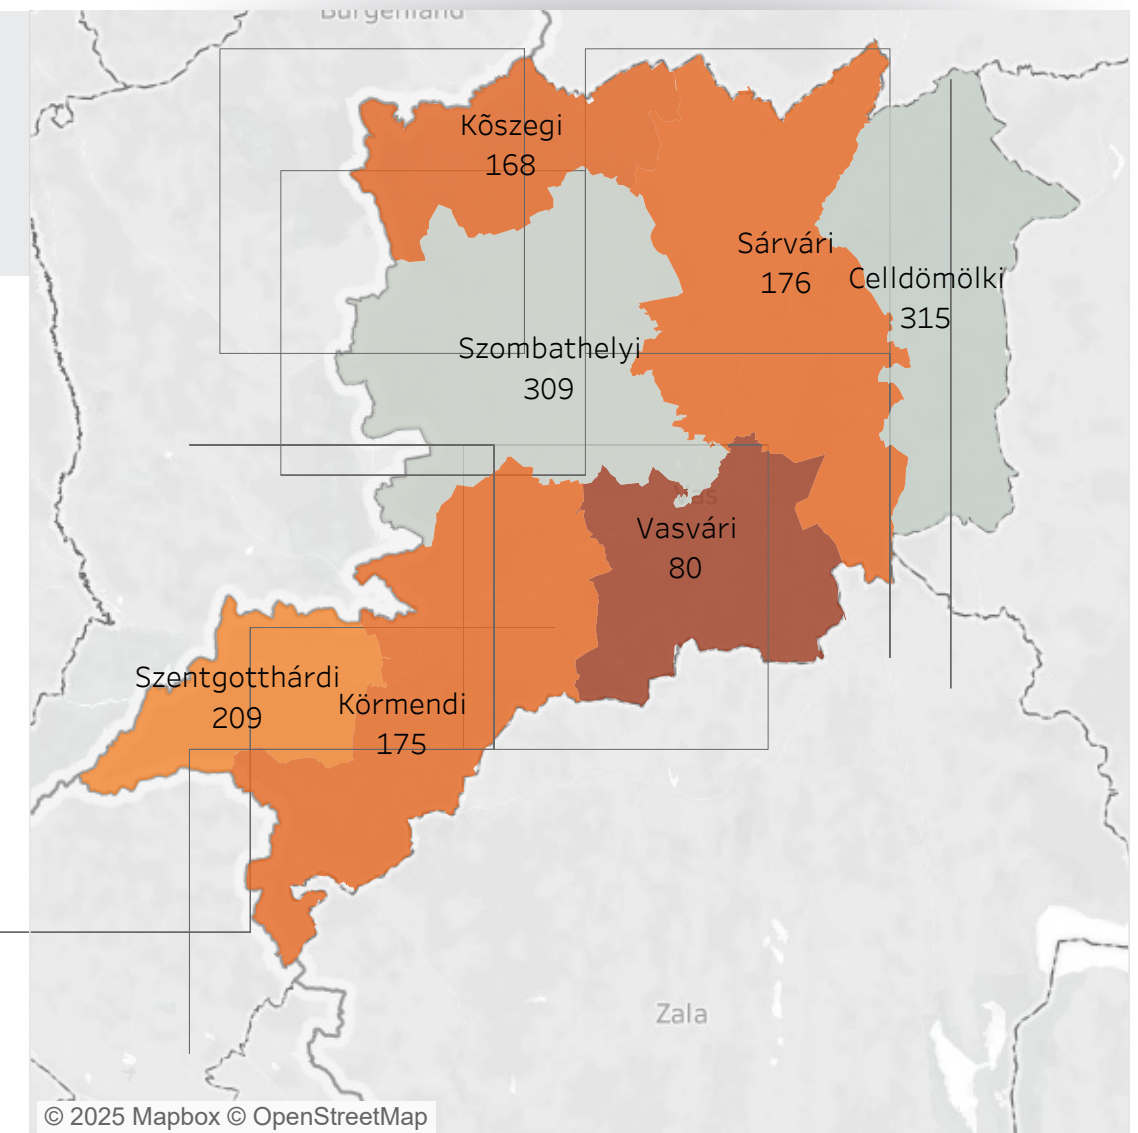 Burgenland
Kõszegi
168
Sárvári
176
Celldömölki
315
Szombathelyi
309
Vas
Vasvári
80
Szentgotthárdi
209
Körmendi
175
Zala
© 2025 Mapbox © OpenStreetMap